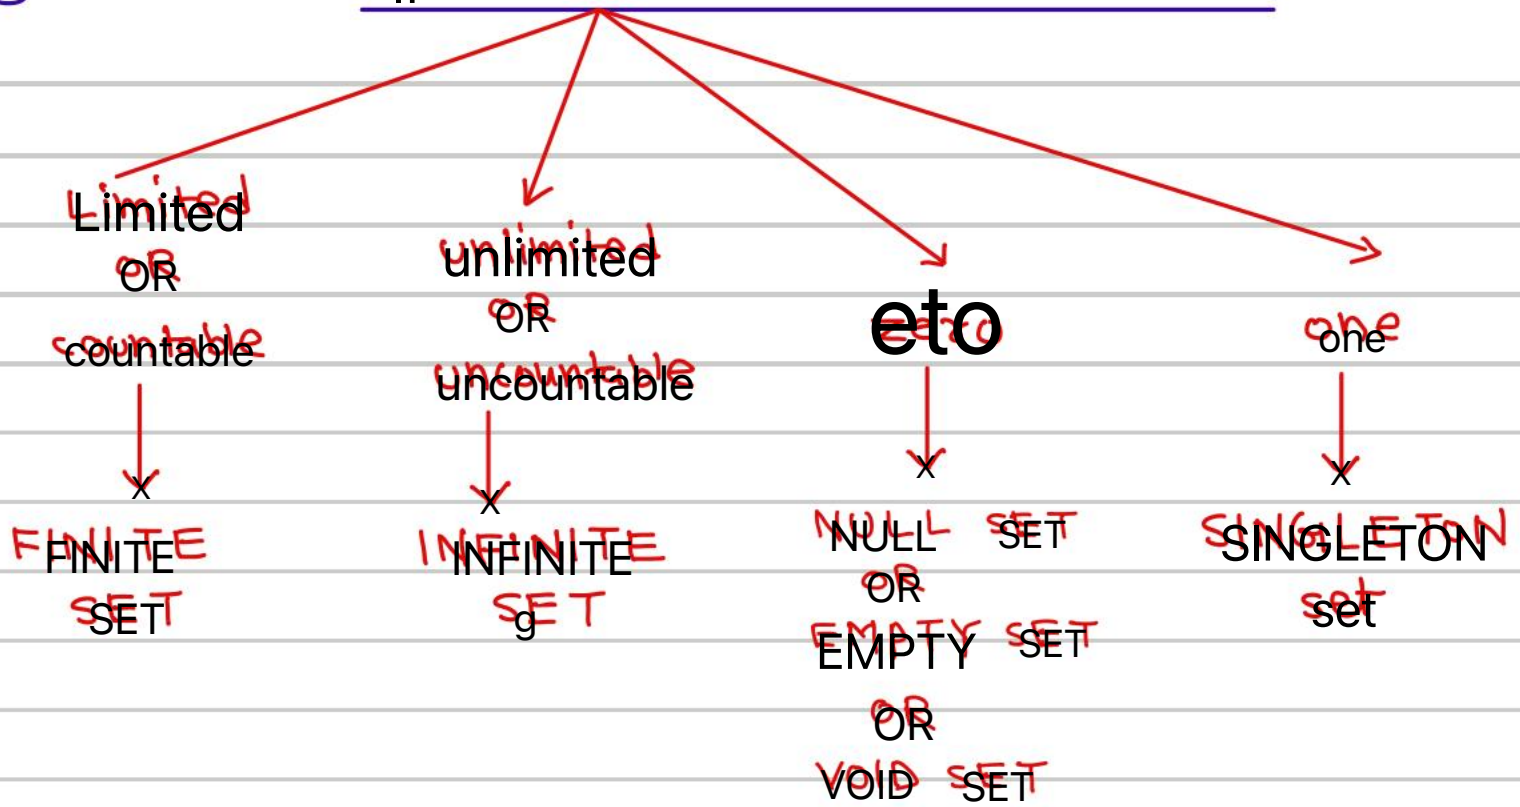 Limited
OR
countable
FINITE
SET
unlimited
OR
uncountable
INFINITE
SET
zero
NULL SET
OR
EMPTY SET
OR
VOID SET
one
SINGLETON
set